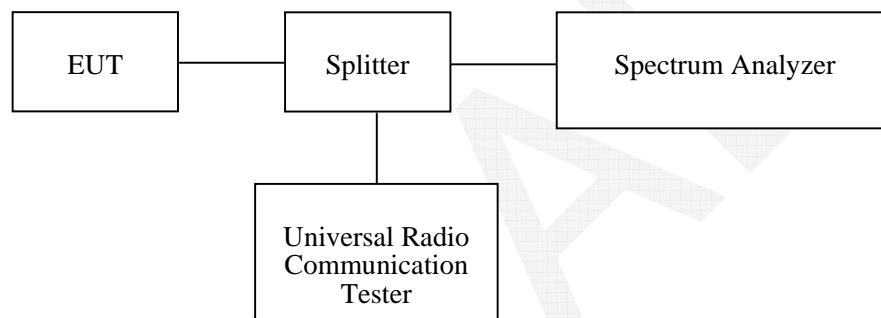 EUT
Splitter
Spectrum Analyzer
Universal Radio
Communication
Tester